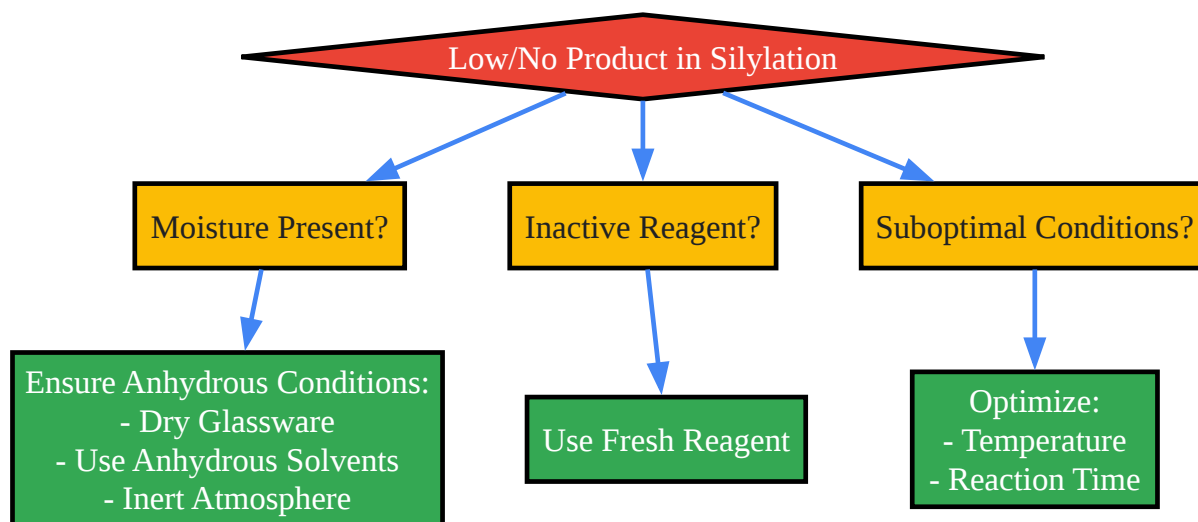 Low/No Product in Silylation
Moisture Present?
Inactive Reagent?
Suboptimal Conditions?
Ensure Anhydrous Conditions:
- Dry Glassware
- Use Anhydrous Solvents
- Inert Atmosphere
Use Fresh Reagent
Optimize:
- Temperature
- Reaction Time